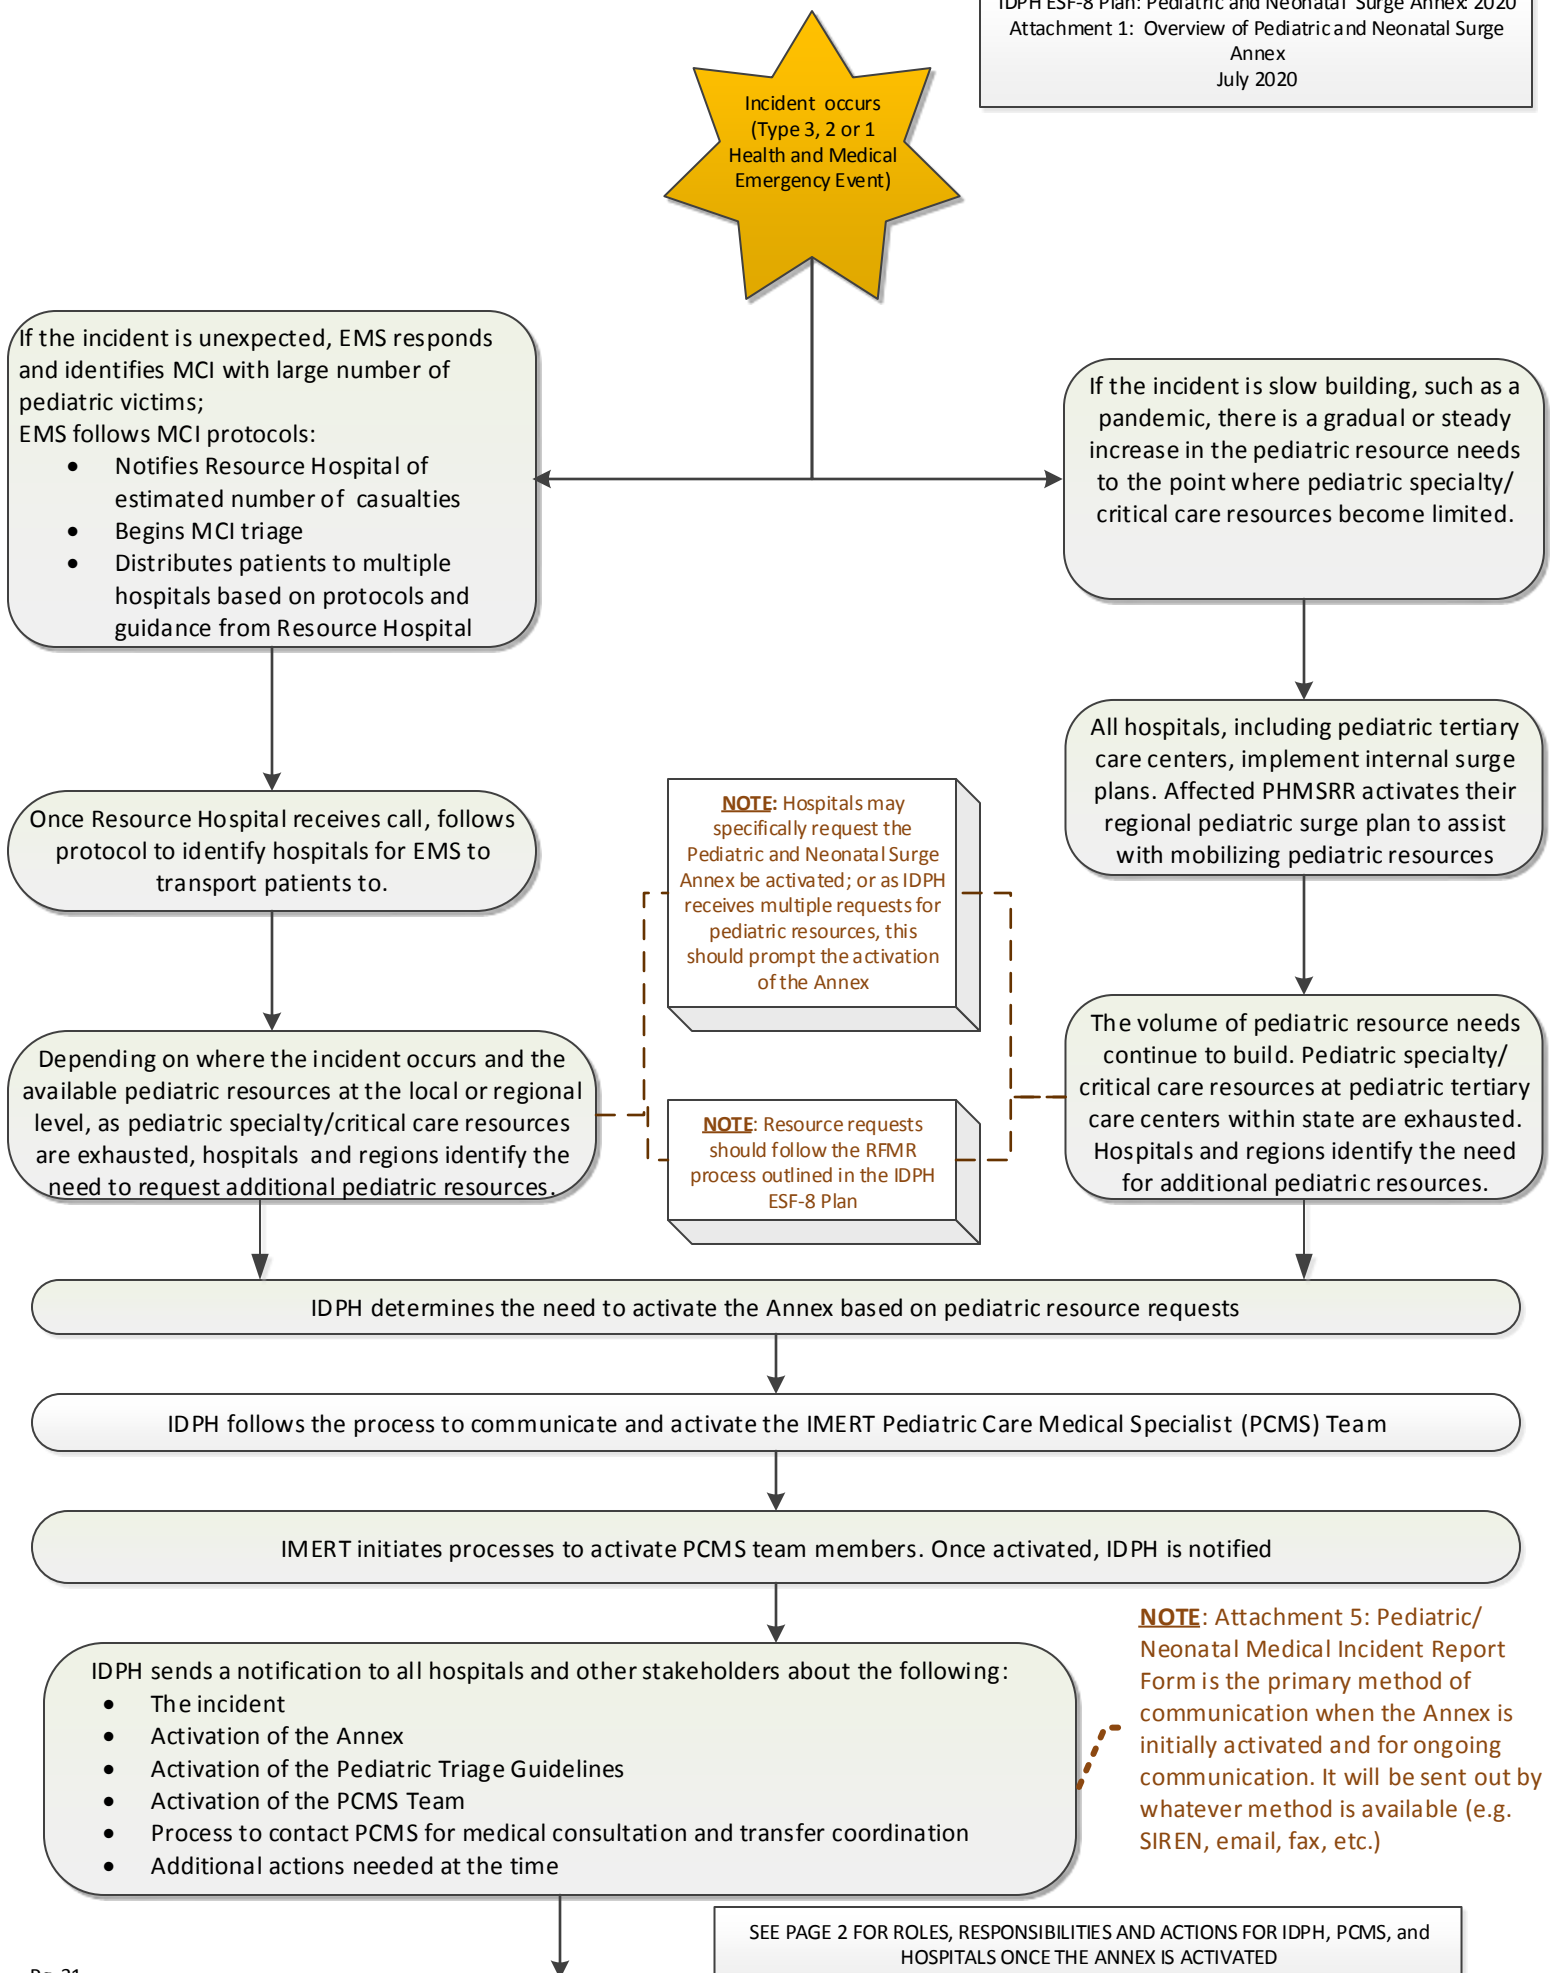 IDPH ESF-8 Plan: Pediatric and Neonatal Surge Annex: 2020
Attachment 1: Overview of Pediatric and Neonatal Surge
Annex
July 2020
Incident occurs
(Type 3, 2 or 1
Health and Medical
Emergency Event)
If the incident is unexpected, EMS responds
and identifies MCI with large number of
pediatric victims;
EMS follows MCI protocols:
• Notifies Resource Hospital of
estimated number of casualties
• Begins MCI triage
• Distributes patients to multiple
hospitals based on protocols and
guidance from Resource Hospital
If the incident is slow building, such as a
pandemic, there is a gradual or steady
increase in the pediatric resource needs
to the point where pediatric specialty/
critical care resources become limited.
Once Resource Hospital receives call, follows
protocol to identify hospitals for EMS to
transport patients to.
All hospitals, including pediatric tertiary
care centers, implement internal surge
plans. Affected PHMSRR activates their
regional pediatric surge plan to assist
with mobilizing pediatric resources
NOTE: Hospitals may
specifically request the
Pediatric and Neonatal Surge
Annex be activated; or as IDPH
receives multiple requests for
pediatric resources, this
should prompt the activation
of the Annex
Depending on where the incident occurs and the
available pediatric resources at the local or regional
level, as pediatric specialty/critical care resources
are exhausted, hospitals and regions identify the
need to request additional pediatric resources.
NOTE: Resource requests
should follow the RFMR
process outlined in the IDPH
ESF-8 Plan
The volume of pediatric resource needs
continue to build. Pediatric specialty/
critical care resources at pediatric tertiary
care centers within state are exhausted.
Hospitals and regions identify the need
for additional pediatric resources.
IDPH determines the need to activate the Annex based on pediatric resource requests
IDPH follows the process to communicate and activate the IMERT Pediatric Care Medical Specialist (PCMS) Team
IMERT initiates processes to activate PCMS team members. Once activated, IDPH is notified
IDPH sends a notification to all hospitals and other stakeholders about the following:
• The incident
• Activation of the Annex
• Activation of the Pediatric Triage Guidelines
• Activation of the PCMS Team
• Process to contact PCMS for medical consultation and transfer coordination
• Additional actions needed at the time
NOTE: Attachment 5: Pediatric/
Neonatal Medical Incident Report
Form is the primary method of
communication when the Annex is
initially activated and for ongoing
communication. It will be sent out by
whatever method is available (e.g.
SIREN, email, fax, etc.)
SEE PAGE 2 FOR ROLES, RESPONSIBILITIES AND ACTIONS FOR IDPH, PCMS, and
HOSPITALS ONCE THE ANNEX IS ACTIVATED